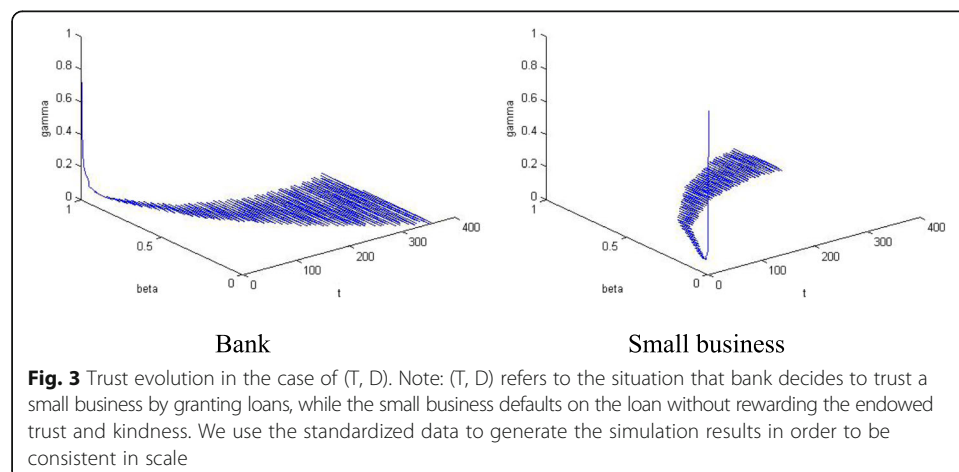 1
0.8
0.6
0.4
0.2
0
gamma
1
0.5
0
beta
0
100
200
300
400
t
1
0.8
0.6
0.4
0.2
0
gamma
1
0.5
0
beta
0
100
200
300
400
t
Bank
Small business
Fig. 3 Trust evolution in the case of (T, D). Note: (T, D) refers to the situation that bank decides to trust a
small business by granting loans, while the small business defaults on the loan without rewarding the endowed
trust and kindness. We use the standardized data to generate the simulation results in order to be
consistent in scale